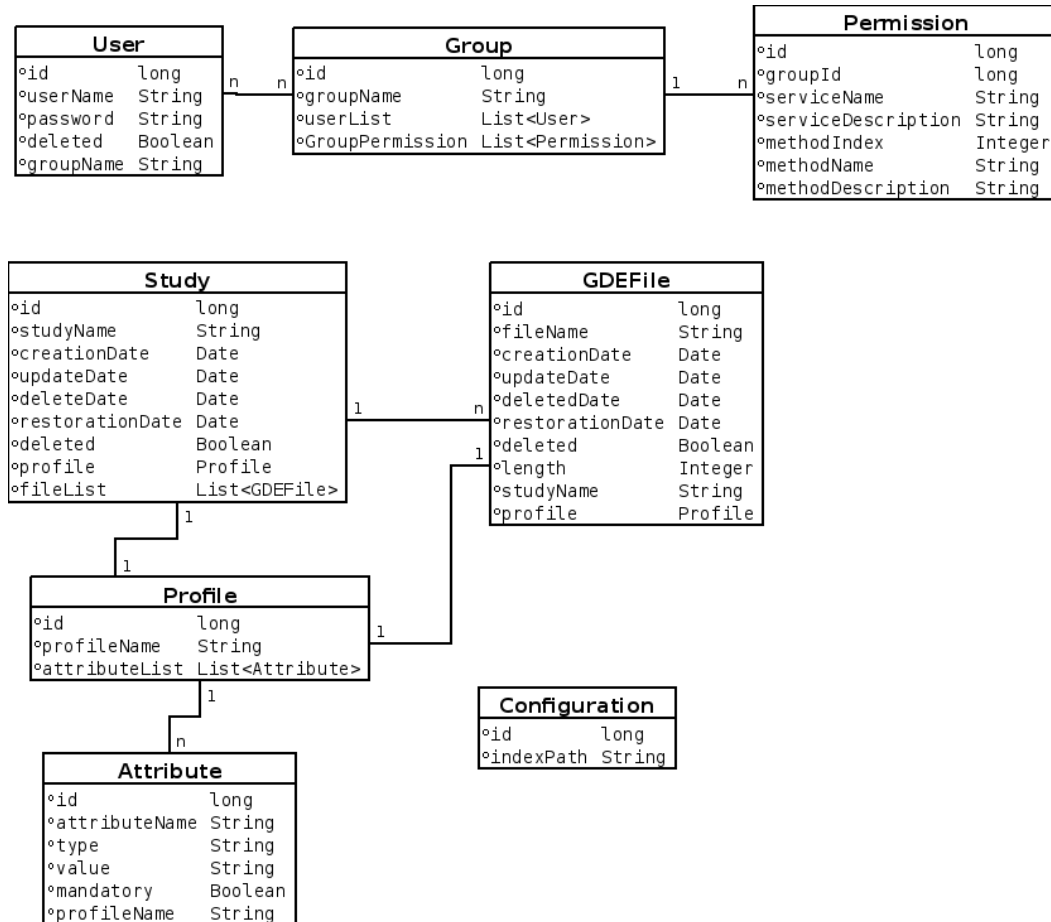 User
id long
userName String
password String
deleted Boolean
groupName String
n n
Group
id long
groupName String
userList List<User>
GroupPermission List<Permission>
1 n
Permission
id long
groupId long
serviceName String
serviceDescription String
methodIndex Integer
methodName String
methodDescription String
Study
id long
studyName String
creationDate Date
updateDate Date
deleteDate Date
restorationDate Date
deleted Boolean
profile Profile
fileList List<GDEFile>
1 n
GDEFile
id long
fileName String
creationDate Date
updateDate Date
deletedDate Date
restorationDate Date
deleted Boolean
length Integer
studyName String
profile Profile
1
1
1
Profile
id long
profileName String
attributeList List<Attribute>
1
1
n
Configuration
id long
indexPath String
Attribute
id long
attributeName String
type String
value String
mandatory Boolean
profileName String